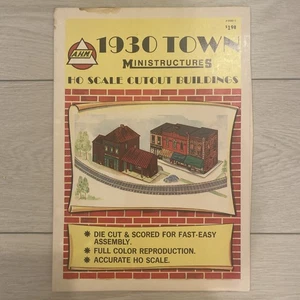 AHM
1930 TOWN
MINISTRUCTURES
HO SCALE CUTOUT BUILDINGS
DIE CUT & SCORED FOR FAST-EASY
ASSEMBLY.
FULL COLOR REPRODUCTION.
ACCURATE HO SCALE.